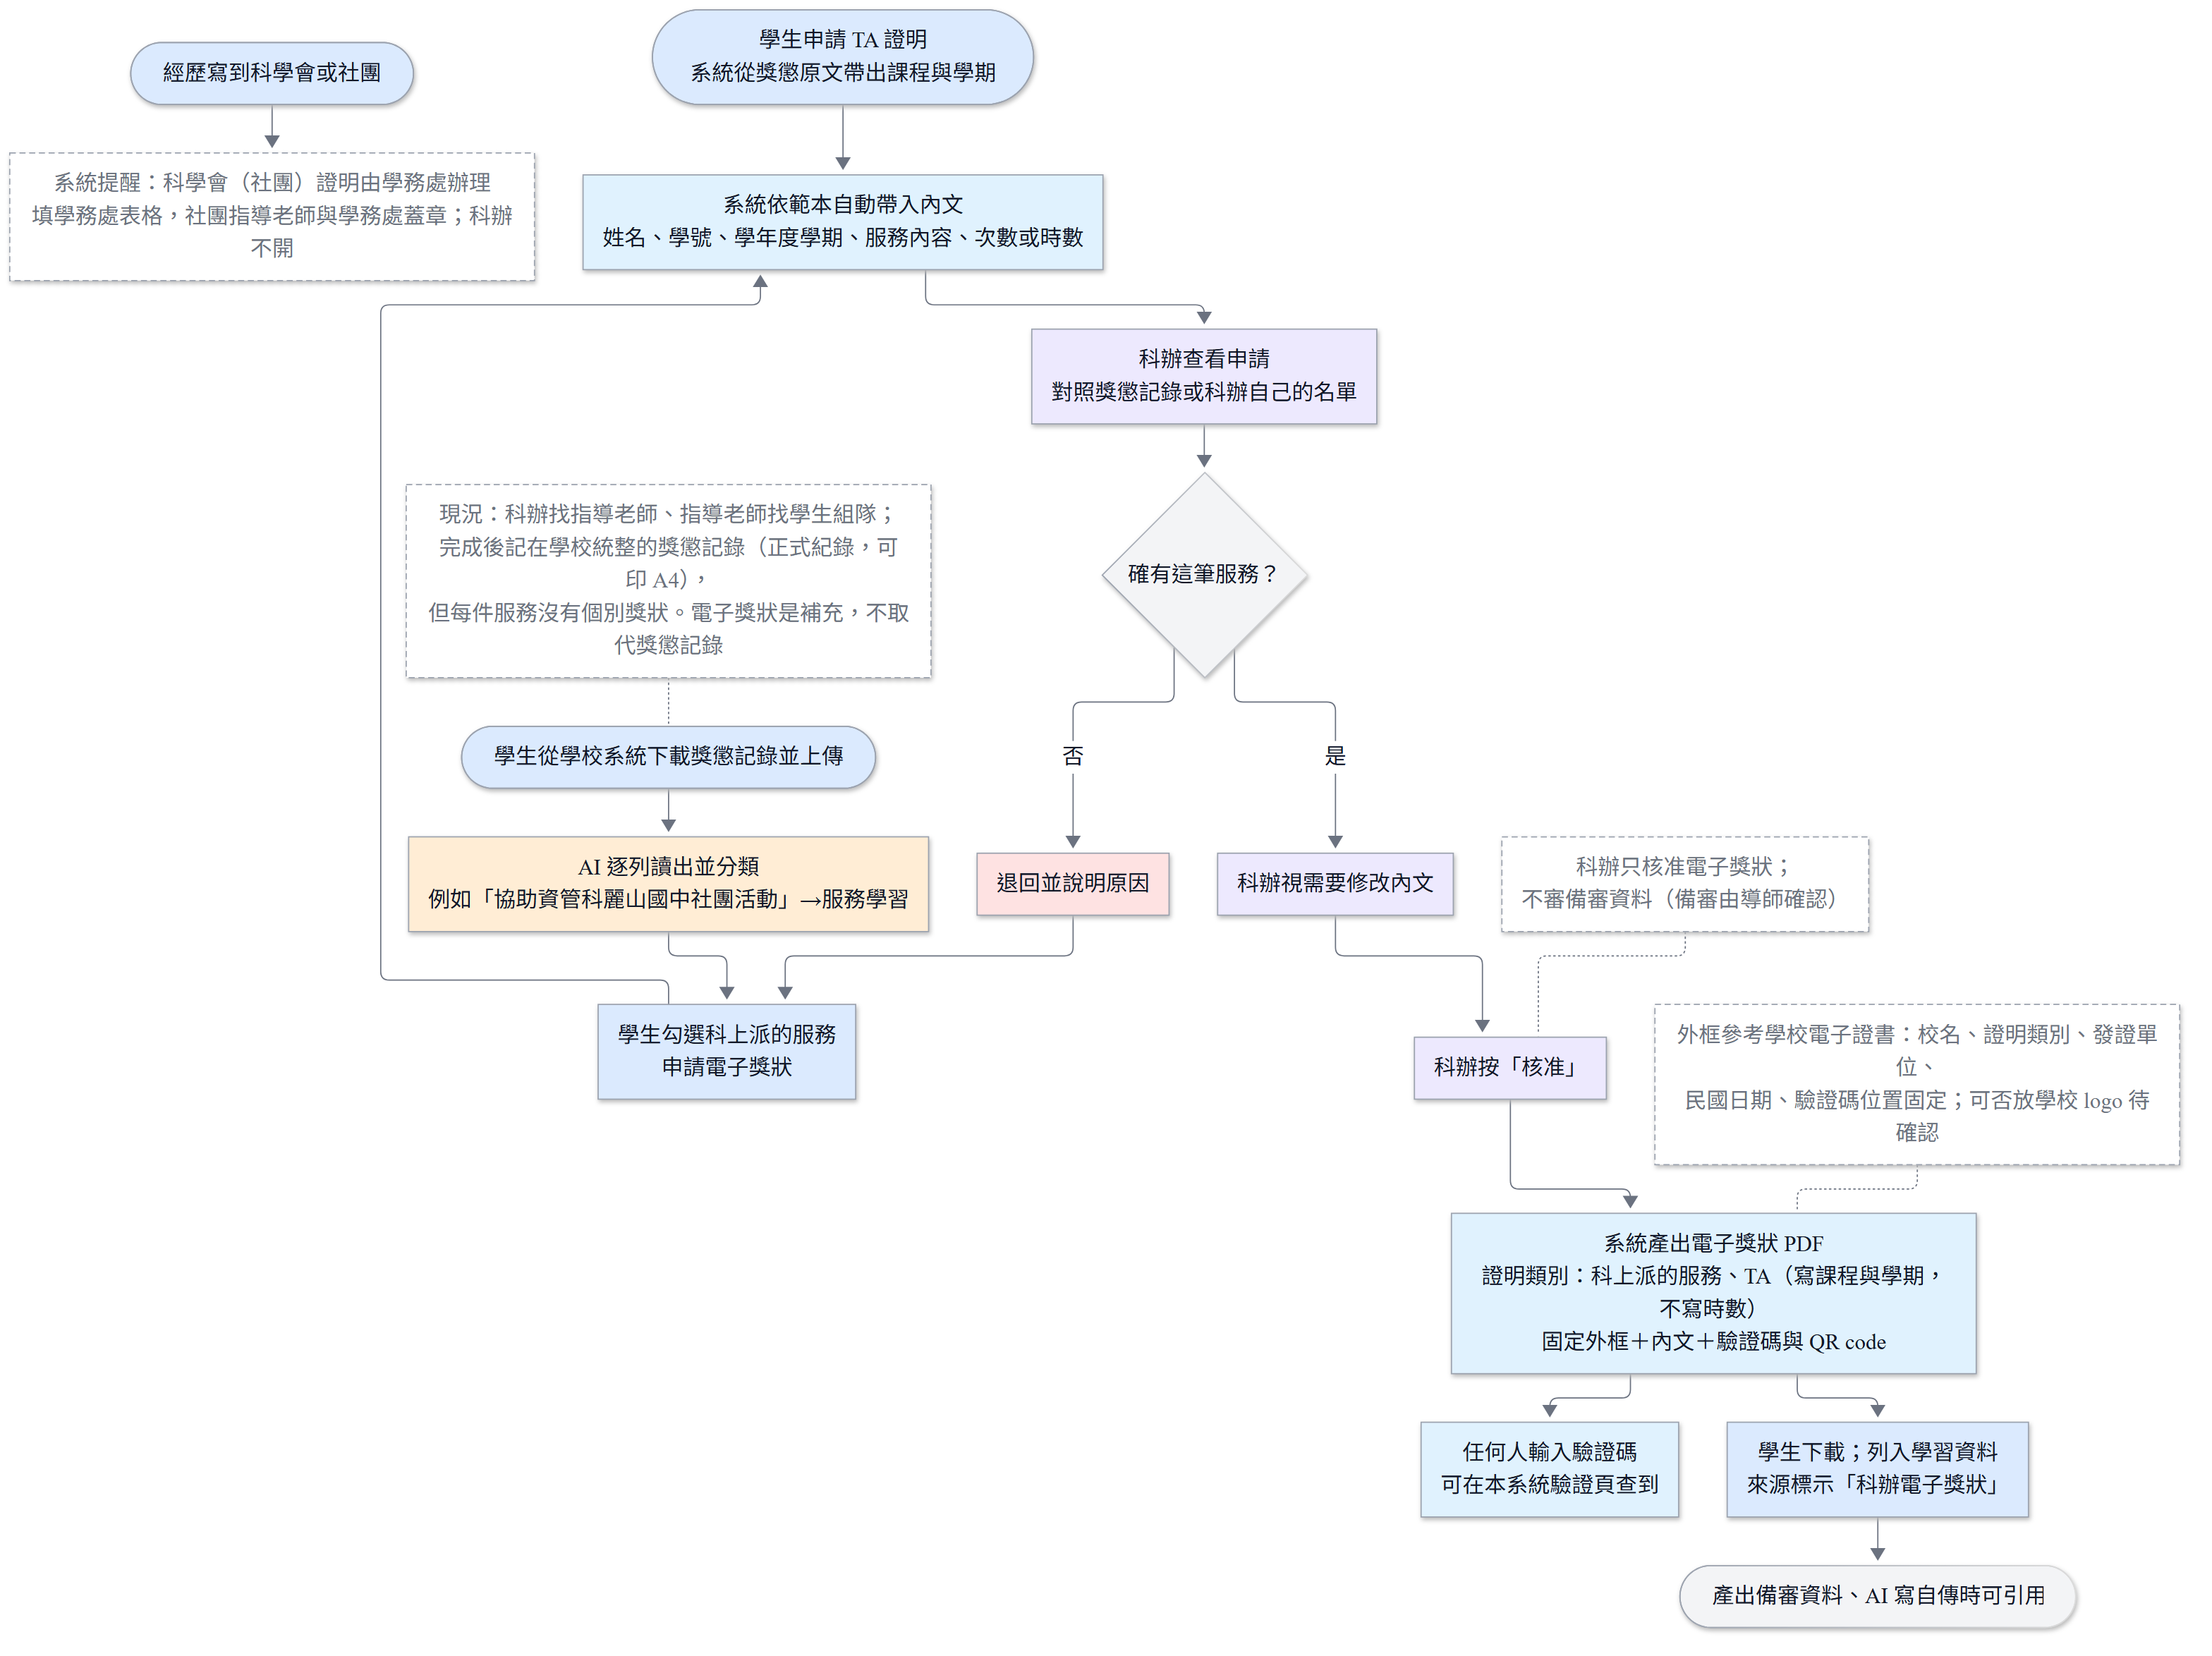 經歷寫到科學會或社團
系統提醒：科學會（社團）證明由學務處辦理
填學務處表格，社團指導老師與學務處蓋章；科辦
不開
學生申請 TA 證明
系統從獎懲原文帶出課程與學期
系統依範本自動帶入內文
姓名、學號、學年度學期、服務內容、次數或時數
科辦查看申請
對照獎懲記錄或科辦自己的名單
確有這筆服務？
現況：科辦找指導老師、指導老師找學生組隊；
完成後記在學校統整的獎懲記錄（正式紀錄，可
印 A4），
但每件服務沒有個別獎狀。電子獎狀是補充，不取
代獎懲記錄
學生從學校系統下載獎懲記錄並上傳
否
是
AI 逐列讀出並分類
例如「協助資管科麗山國中社團活動」→服務學習
退回並說明原因
科辦視需要修改內文
科辦只核准電子獎狀；
不審備審資料（備審由導師確認）
學生勾選科上派的服務
申請電子獎狀
科辦按「核准」
外框參考學校電子證書：校名、證明類別、發證單
位、
民國日期、驗證碼位置固定；可否放學校 logo 待
確認
系統產出電子獎狀 PDF
證明類別：科上派的服務、TA（寫課程與學期，
不寫時數）
固定外框＋內文＋驗證碼與 QR code
任何人輸入驗證碼
可在本系統驗證頁查到
學生下載；列入學習資料
來源標示「科辦電子獎狀」
產出備審資料、AI 寫自傳時可引用